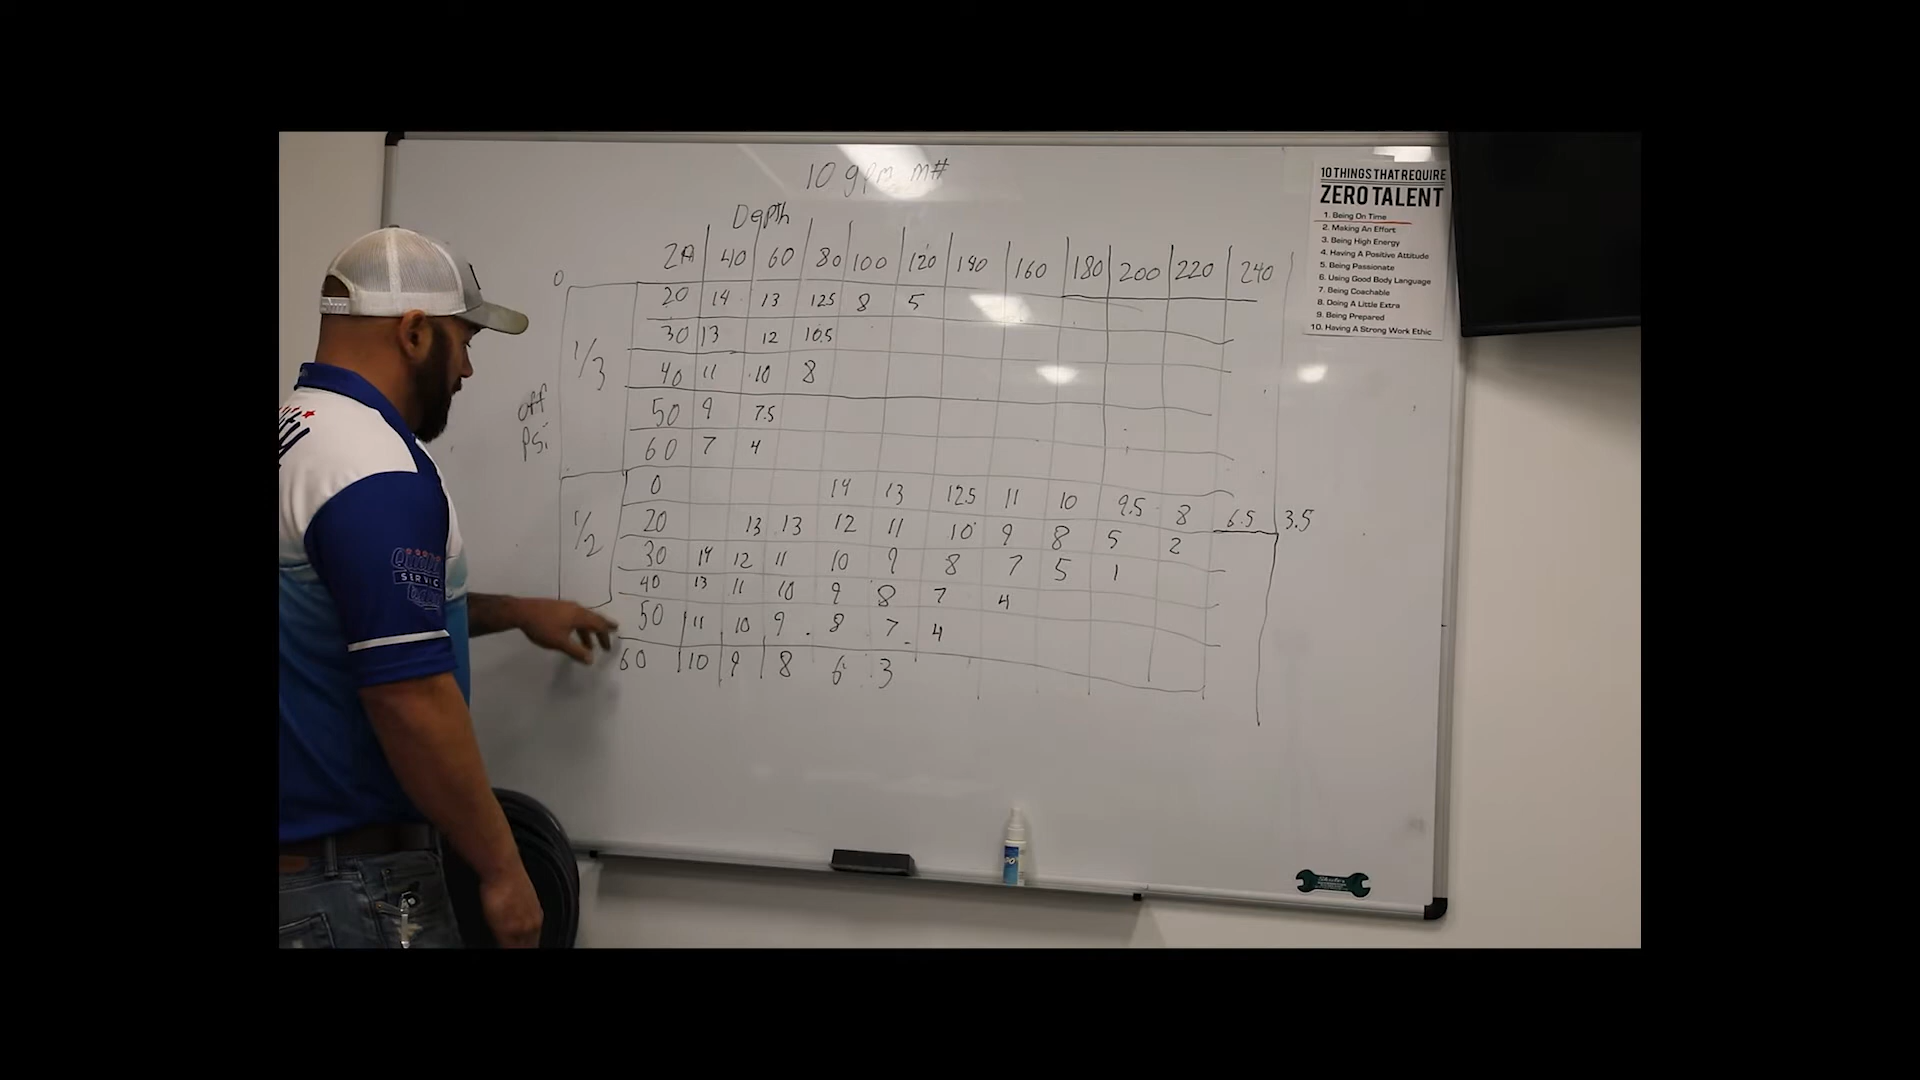 10 gpm m#
Depth
20 40 60 80 100 120 140 160 180 200 220 240
0
1/3
off
psi
20 14 13 12.5 8 5
30 13 12 10.5
40 11 10 8
50 9 7.5
60 7 4
1/2
0 14 13 12.5 11 10 9.5 8 6.5 3.5
20 13 13 12 11 10 9 8 5 2
30 14 12 11 10 9 8 7 5 1
40 13 11 10 9 8 7 4
50 11 10 9 8 7 4
60 10 9 8 6 3
10 THINGS THAT REQUIRE
ZERO TALENT
1. Being On Time
2. Making An Effort
3. Being High Energy
4. Having A Positive Attitude
5. Being Passionate
6. Using Good Body Language
7. Being Coachable
8. Doing A Little Extra
9. Being Prepared
10. Having A Strong Work Ethic
SERVICE